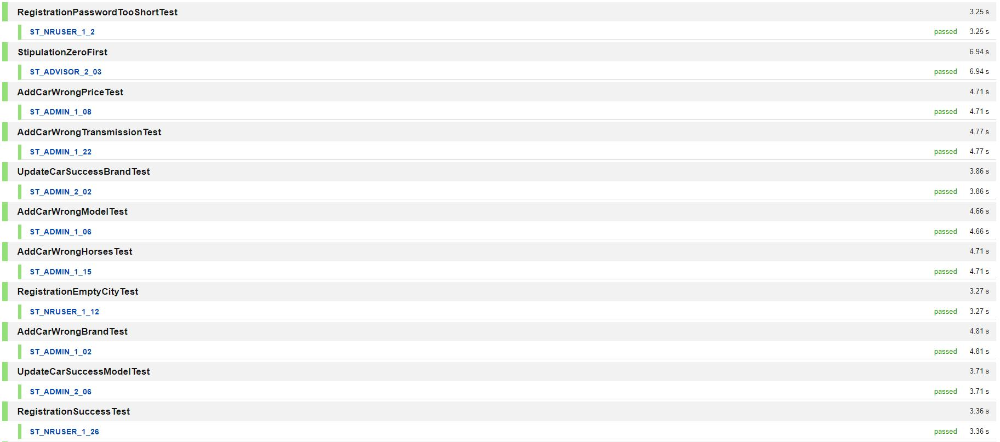 RegistrationPasswordTooShortTest 3.25 s
ST_NRUSER_1_2 passed 3.25 s
StipulationZeroFirst 6.94 s
ST_ADVISOR_2_03 passed 6.94 s
AddCarWrongPriceTest 4.71 s
ST_ADMIN_1_08 passed 4.71 s
AddCarWrongTransmissionTest 4.77 s
ST_ADMIN_1_22 passed 4.77 s
UpdateCarSuccessBrandTest 3.86 s
ST_ADMIN_2_02 passed 3.86 s
AddCarWrongModelTest 4.66 s
ST_ADMIN_1_06 passed 4.66 s
AddCarWrongHorsesTest 4.71 s
ST_ADMIN_1_15 passed 4.71 s
RegistrationEmptyCityTest 3.27 s
ST_NRUSER_1_12 passed 3.27 s
AddCarWrongBrandTest 4.81 s
ST_ADMIN_1_02 passed 4.81 s
UpdateCarSuccessModelTest 3.71 s
ST_ADMIN_2_06 passed 3.71 s
RegistrationSuccessTest 3.36 s
ST_NRUSER_1_26 passed 3.36 s